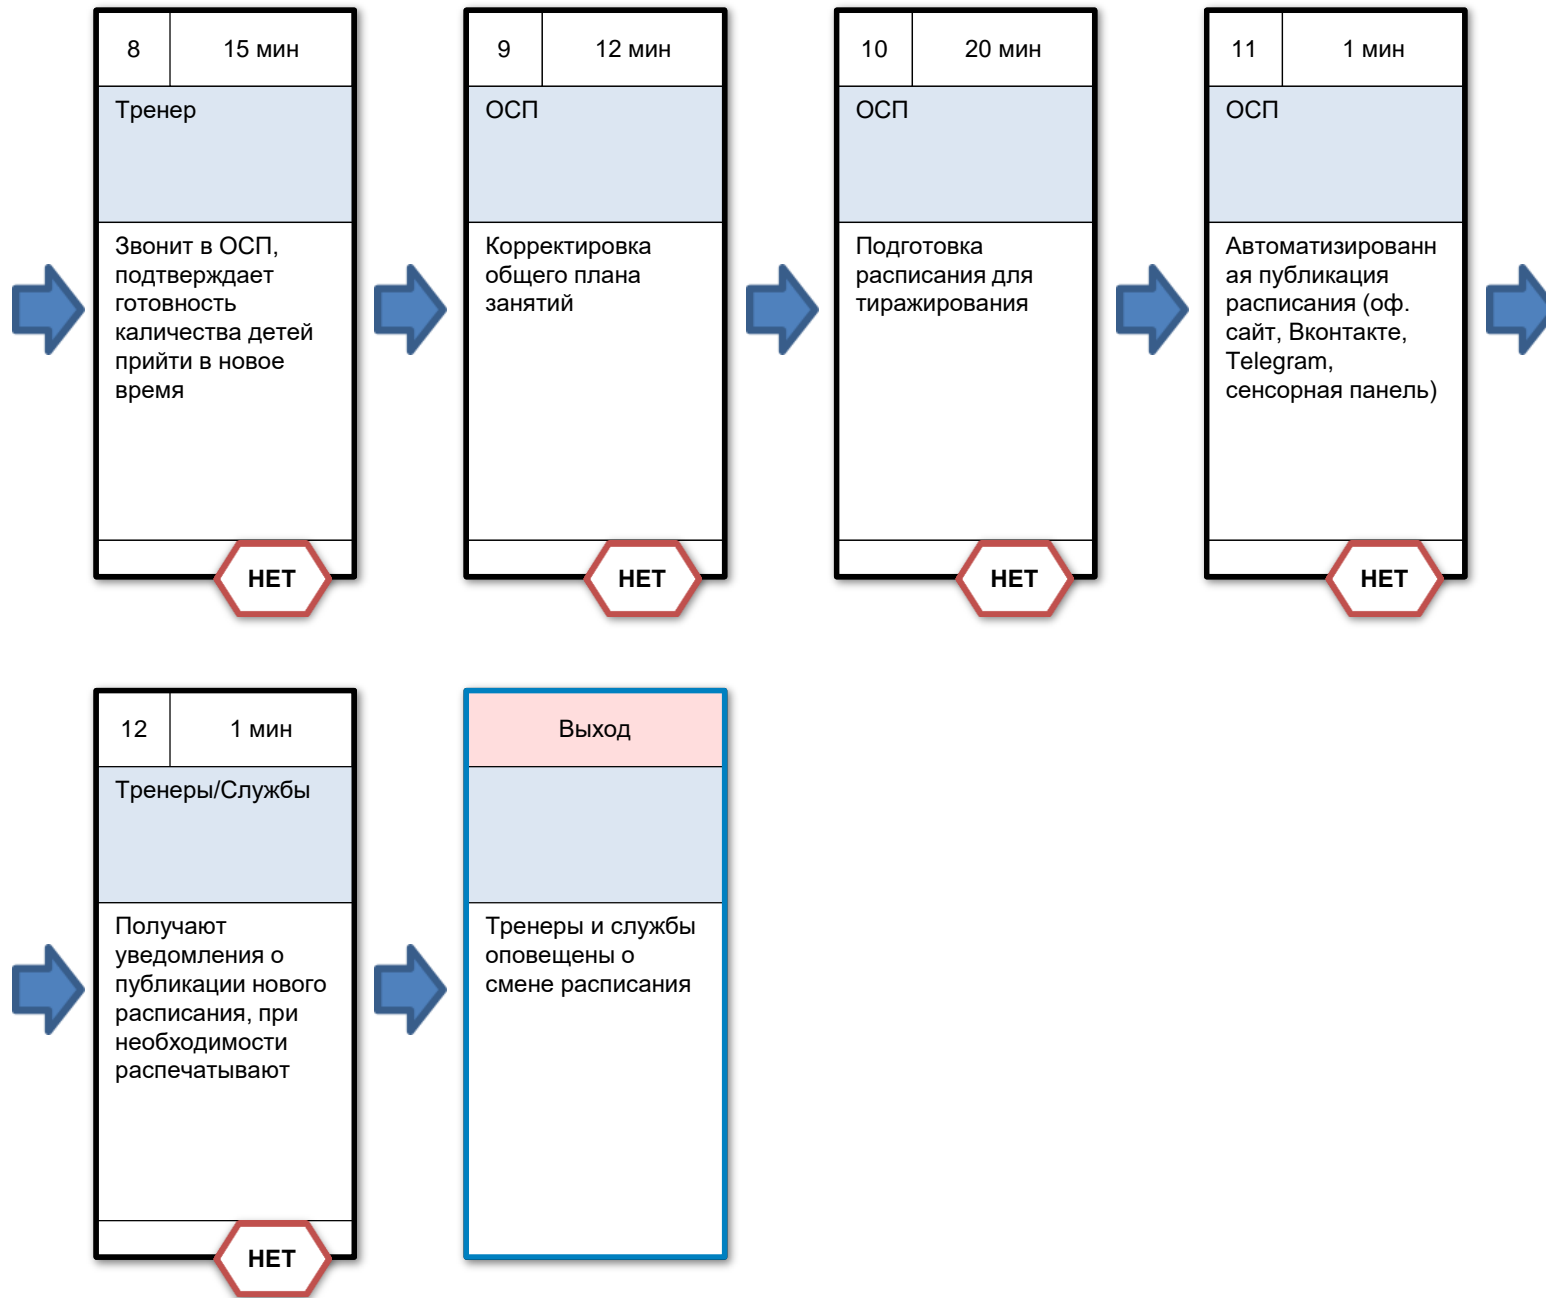 8
15 мин
Тренер
Звонит в ОСП,
подтверждает
готовность
каличества детей
прийти в новое
время
НЕТ
9
12 мин
ОСП
Корректировка
общего плана
занятий
НЕТ
10
20 мин
ОСП
Подготовка
расписания для
тиражирования
НЕТ
11
1 мин
ОСП
Автоматизированн
ая публикация
расписания (оф.
сайт, Вконтакте,
Telegram,
сенсорная панель)
НЕТ
12
1 мин
Тренеры/Службы
Получают
уведомления о
публикации нового
расписания, при
необходимости
распечатывают
НЕТ
Выход
Тренеры и службы
оповещены о
смене расписания